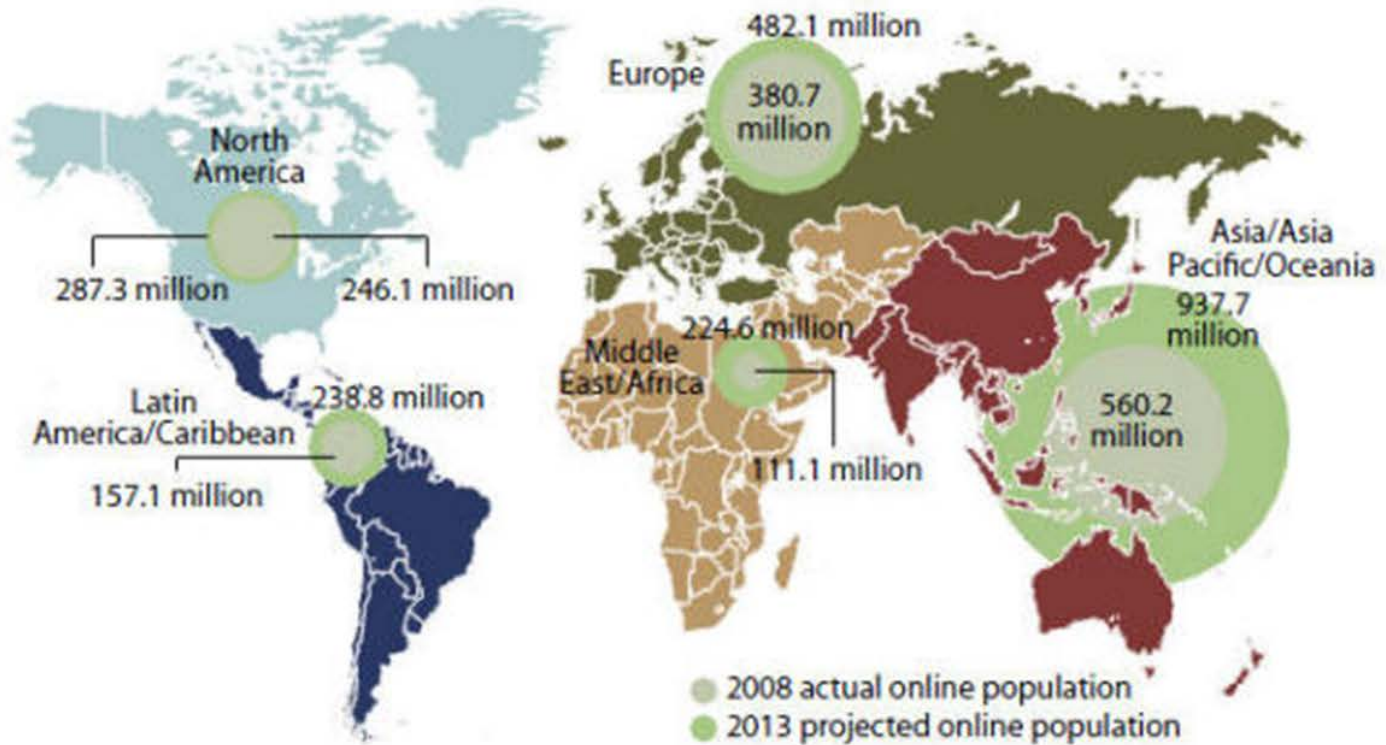 482.1 million
Europe
380.7
million
North
America
287.3 million
246.1 million
Asia/Asia
Pacific/Oceania
937.7
million
224.6 million
Middle
East/Africa
238.8 million
Latin
America/Caribbean
560.2
million
111.1 million
157.1 million
2008 actual online population
2013 projected online population